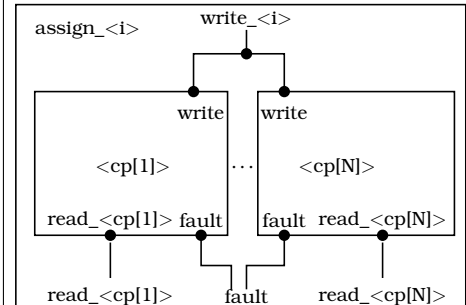 write_<i>
assign_<i>
write write
<cp[1]> ... <cp[N]>
read_<cp[1]> fault fault read_<cp[N]>
read_<cp[1]> fault read_<cp[N]>